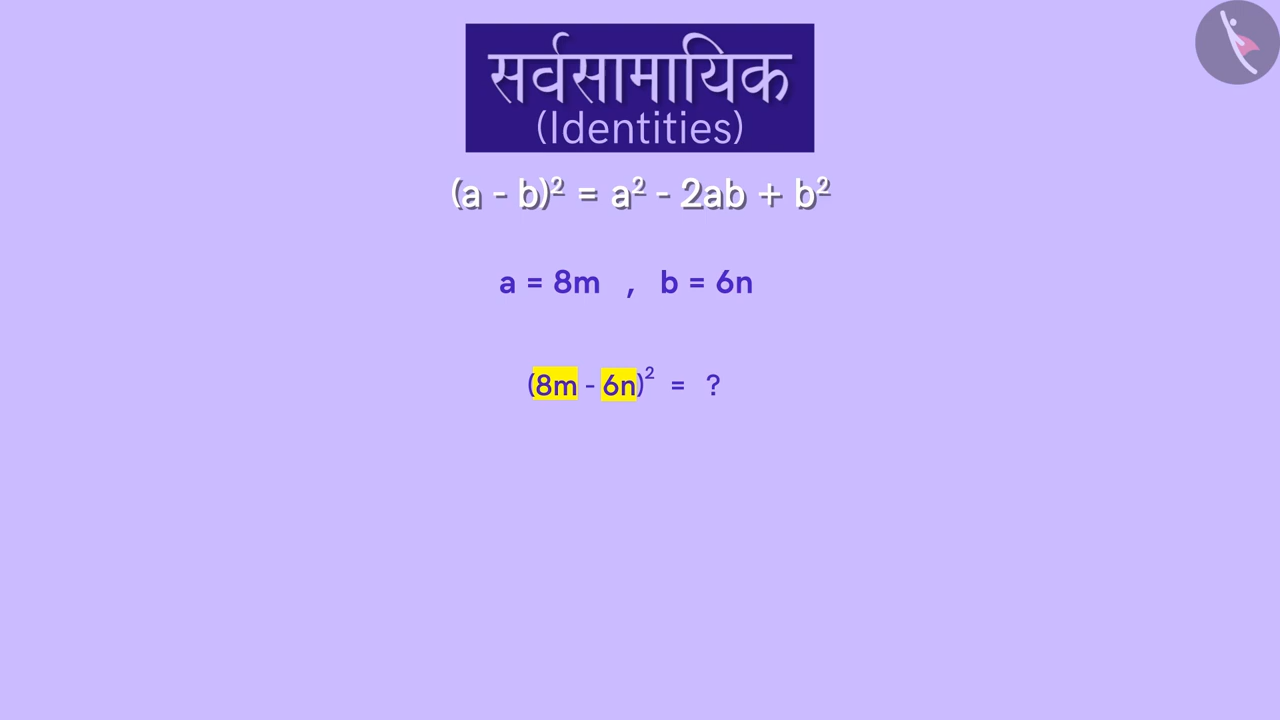 सर्वसामायिक
(Identities)
(a - b)² = a² - 2ab + b²
a = 8m , b = 6n
(8m - 6n)² = ?